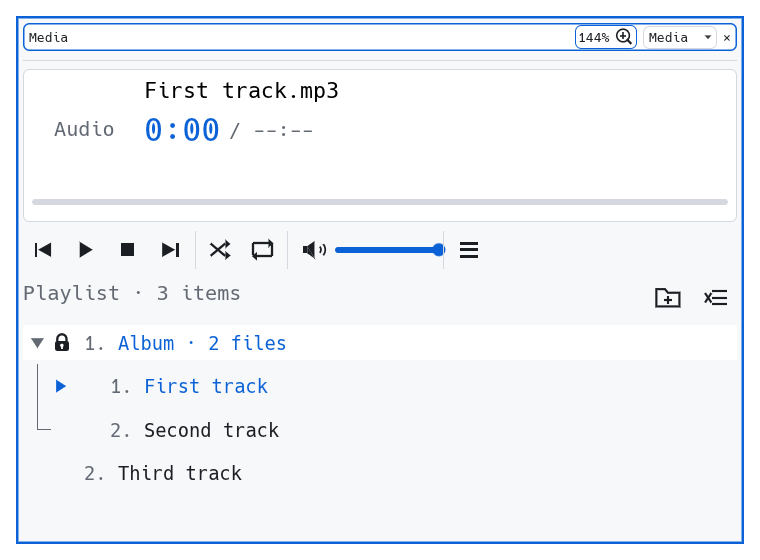 Media 144% Media ×
First track.mp3
Audio 0:00 / --:--
Playlist · 3 items
1. Album · 2 files
1. First track
2. Second track
2. Third track